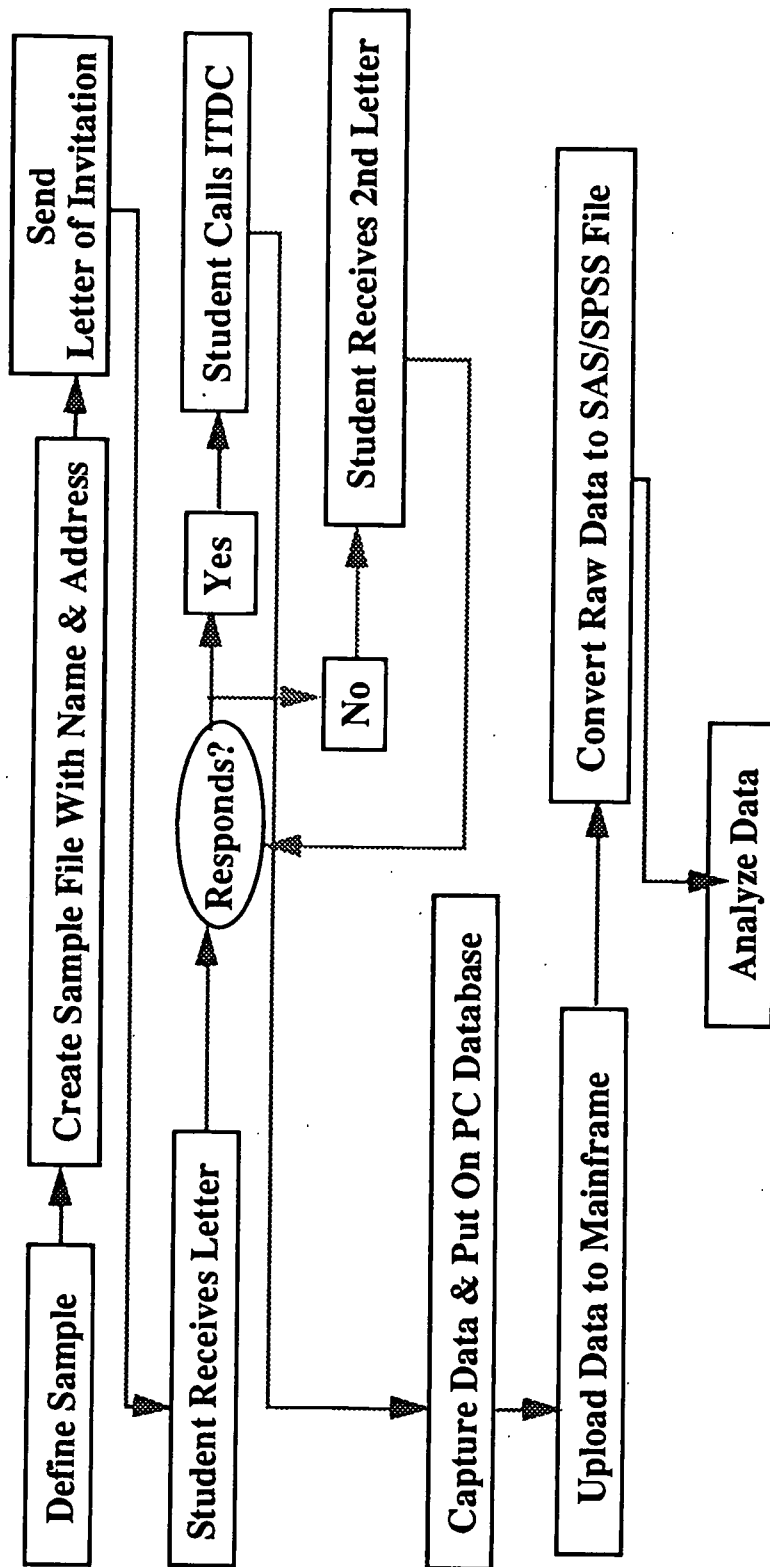 Define Sample
Create Sample File With Name & Address
Send
Letter of Invitation
Student Receives Letter
Responds?
Yes
Student Calls ITDC
No
Student Receives 2nd Letter
Capture Data & Put On PC Database
Upload Data to Mainframe
Convert Raw Data to SAS/SPSS File
Analyze Data